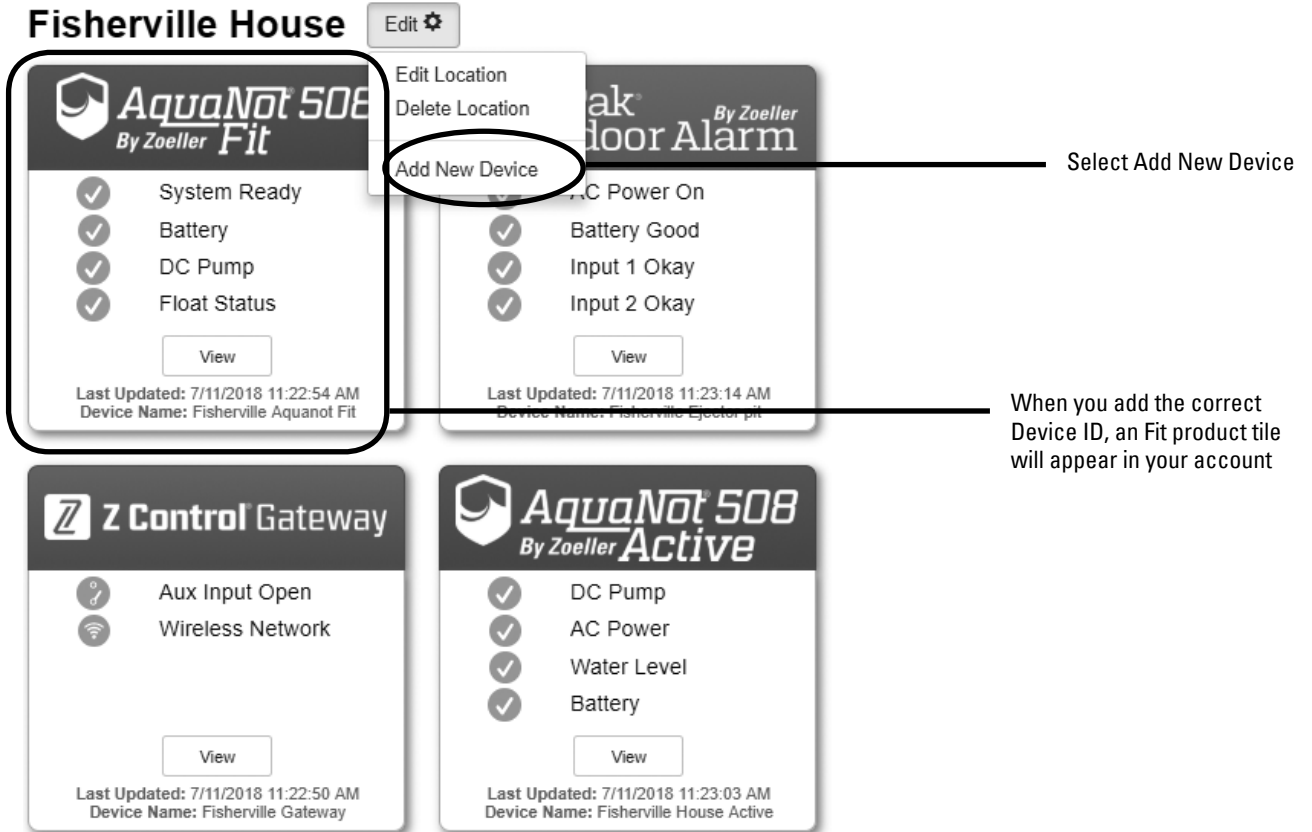 Fisherville House
Edit
Edit Location
Delete Location
Add New Device
Select Add New Device
AquaNot® 508
By Zoeller Fit
System Ready
Battery
DC Pump
Float Status
View
Last Updated: 7/11/2018 11:22:54 AM
Device Name: Fisherville Aquanot Fit
By Zoeller
Alarm
AC Power On
Battery Good
Input 1 Okay
Input 2 Okay
View
Last Updated: 7/11/2018 11:23:14 AM
Device Name: Fisherville Ejector pit
When you add the correct
Device ID, an Fit product tile
will appear in your account
Z Control® Gateway
Aux Input Open
Wireless Network
View
Last Updated: 7/11/2018 11:22:50 AM
Device Name: Fisherville Gateway
AquaNot® 508
By Zoeller Active
DC Pump
AC Power
Water Level
Battery
View
Last Updated: 7/11/2018 11:23:03 AM
Device Name: Fisherville House Active